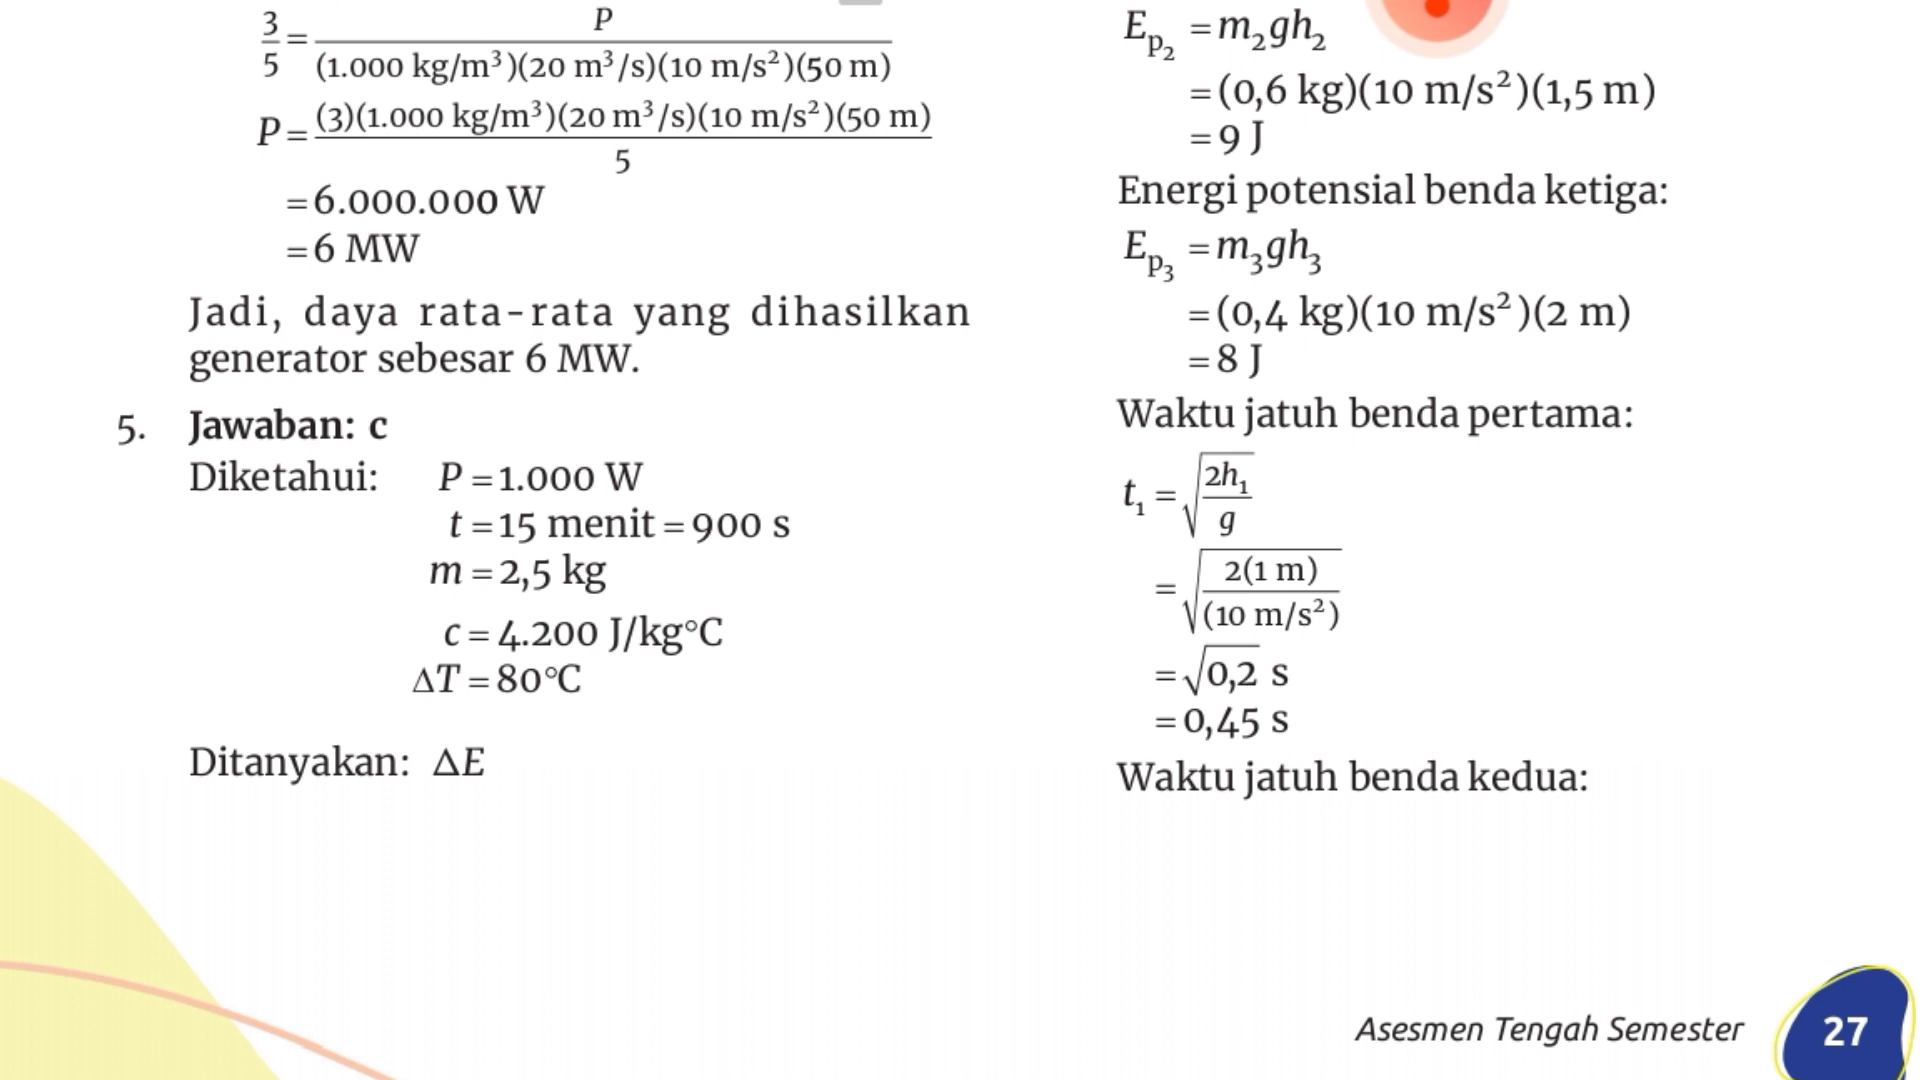 3/5 = P / (1.000 kg/m³)(20 m³/s)(10 m/s²)(50 m)
P = (3)(1.000 kg/m³)(20 m³/s)(10 m/s²)(50 m) / 5
= 6.000.000 W
= 6 MW
Jadi, daya rata-rata yang dihasilkan
generator sebesar 6 MW.
5. Jawaban: c
Diketahui: P = 1.000 W
t = 15 menit = 900 s
m = 2,5 kg
c = 4.200 J/kg°C
ΔT = 80°C
Ditanyakan: ΔE
Eₚ₂ = m₂gh₂
= (0,6 kg)(10 m/s²)(1,5 m)
= 9 J
Energi potensial benda ketiga:
Eₚ₃ = m₃gh₃
= (0,4 kg)(10 m/s²)(2 m)
= 8 J
Waktu jatuh benda pertama:
t₁ = √(2h₁ / g)
= √(2(1 m) / (10 m/s²))
= √0,2 s
= 0,45 s
Waktu jatuh benda kedua:
Asesmen Tengah Semester 27